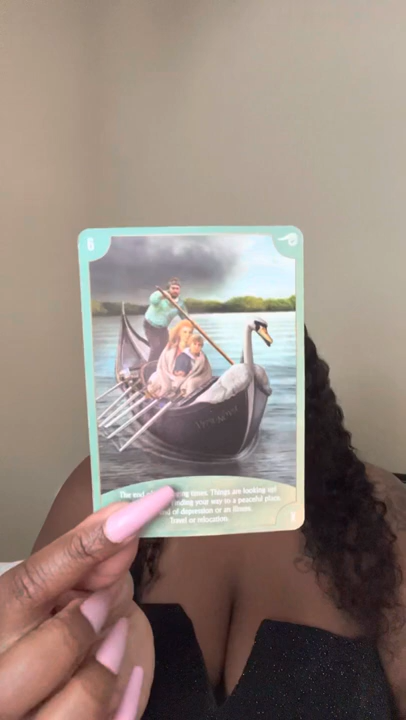 6
The end
times. Things are looking up!
finding your way to a peaceful place.
of depression or an illness.
Travel or relocation.